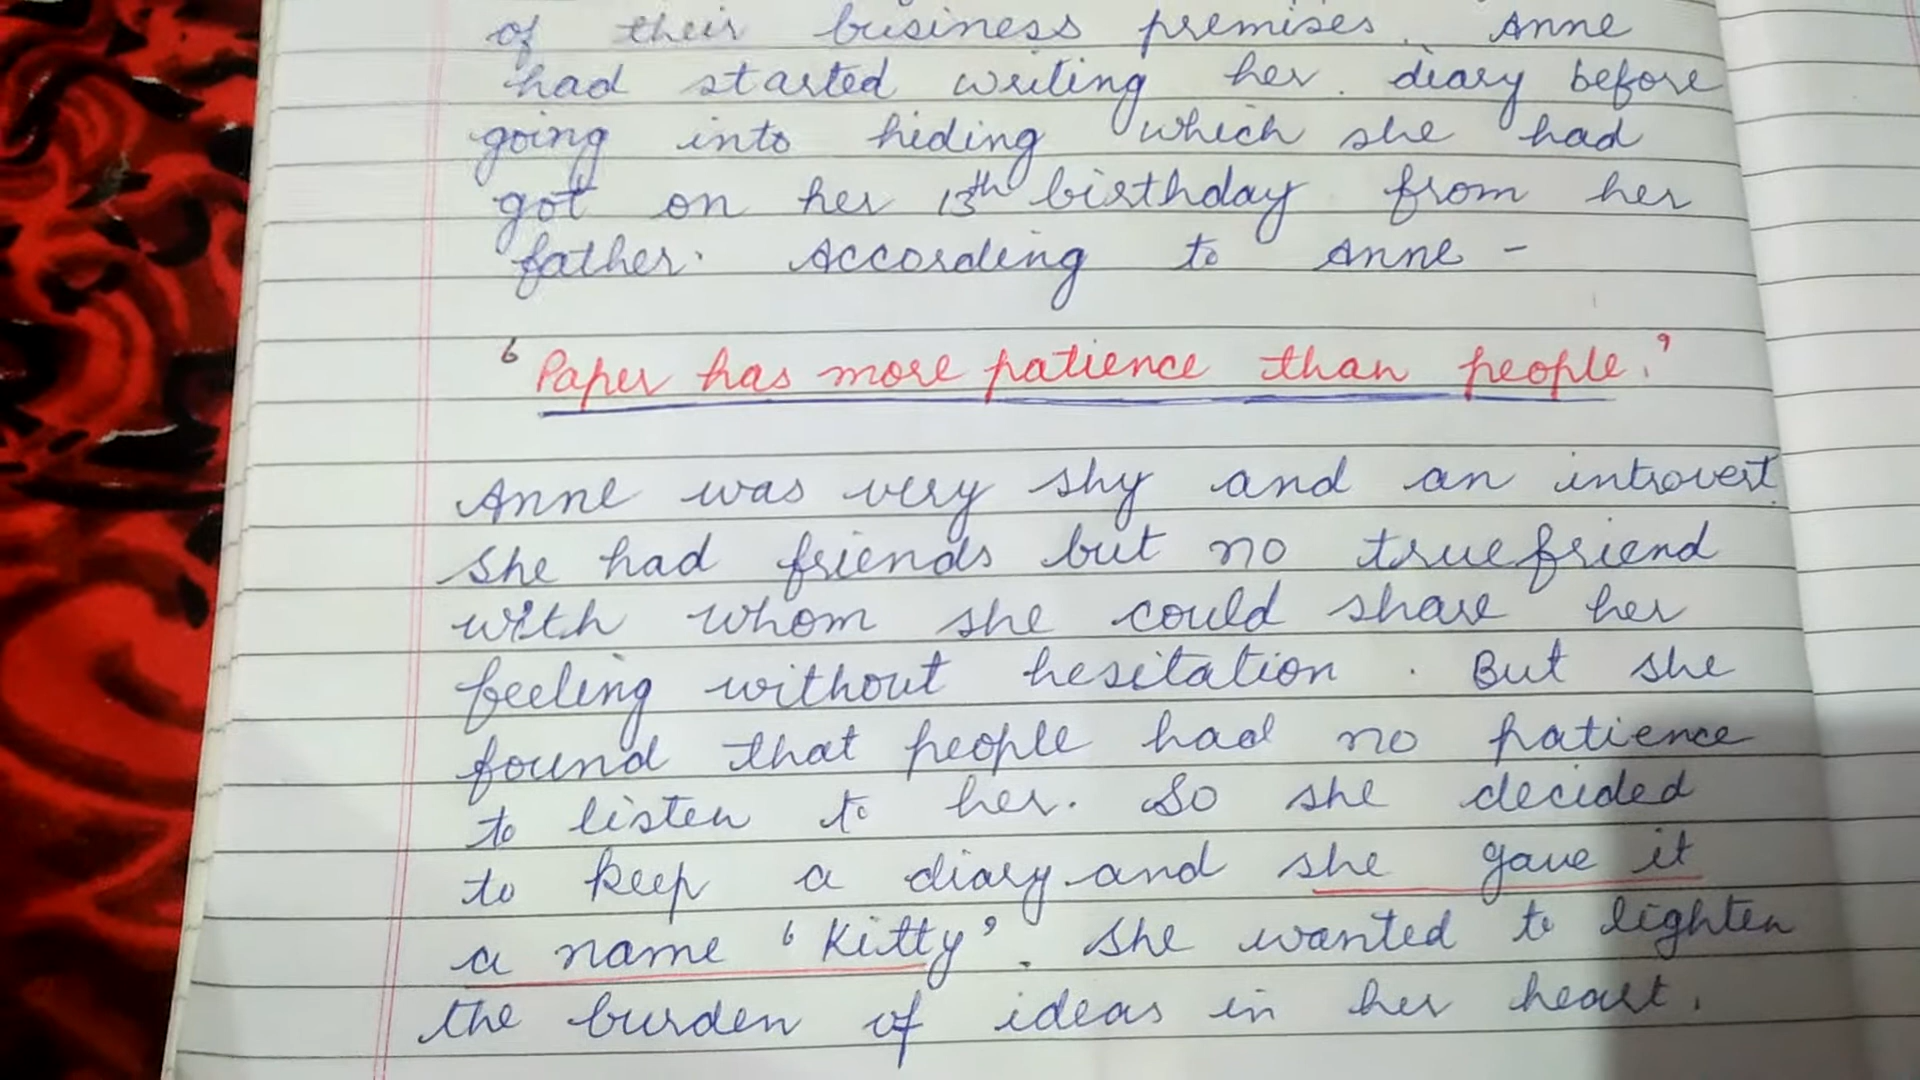 of their business premises. Anne
had started writing her diary before
going into hiding which she had
got on her 13th birthday from her
father. According to Anne -
'Paper has more patience than people.'
Anne was very shy and an introvert.
She had friends but no true friend
with whom she could share her
feeling without hesitation. But she
found that people had no patience
to listen to her. So she decided
to keep a diary and she gave it
a name 'Kitty'. She wanted to lighten
the burden of ideas in her heart.